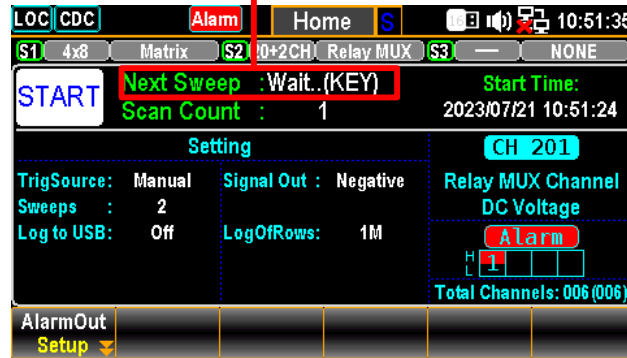 LOC CDC Alarm Home S 10:51:35
S1 4x8 Matrix S2 20+2CH Relay MUX S3 — NONE
START
Next Sweep : Wait..(KEY)
Scan Count : 1
Start Time:
2023/07/21 10:51:24
Setting
TrigSource: Manual Signal Out : Negative
Sweeps : 2
Log to USB: Off LogOfRows: 1M
CH 201
Relay MUX Channel
DC Voltage
Alarm
H
L 1
Total Channels: 006 (006)
AlarmOut
Setup